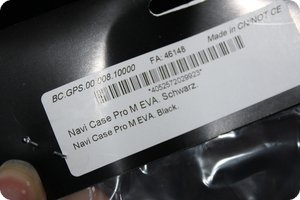 BC.GPS.00.008.10000 FA: 46148 Made in CN NOT CE
*4052572029923*
Navi Case Pro M EVA. Schwarz.
Navi Case Pro M EVA. Black.